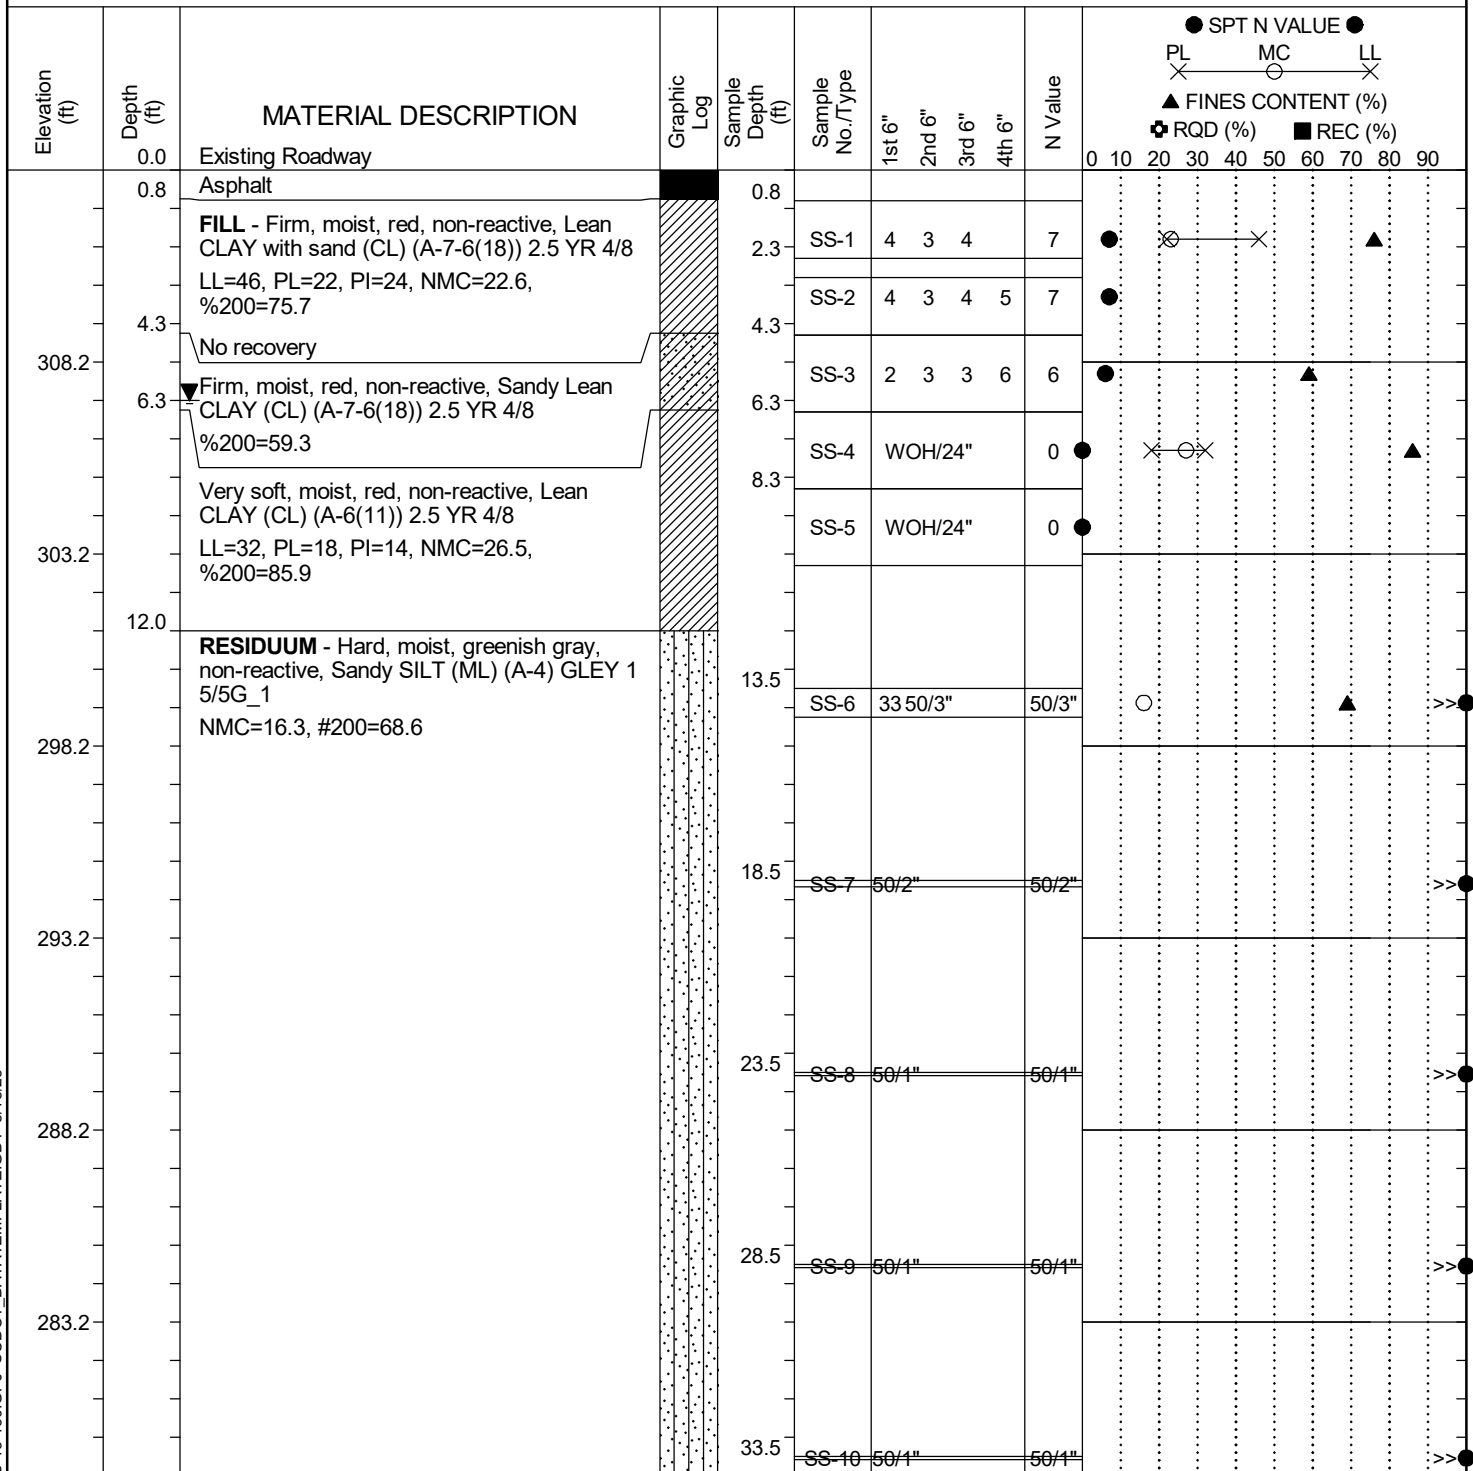 ● SPT N VALUE ●
PL MC LL
▲ FINES CONTENT (%)
RQD (%) ■ REC (%)
Elevation (ft)
Depth (ft)
MATERIAL DESCRIPTION
Graphic Log
Sample Depth (ft)
Sample No./Type
1st 6"
2nd 6"
3rd 6"
4th 6"
N Value
0 10 20 30 40 50 60 70 80 90
0.0 Existing Roadway
0.8 Asphalt 0.8
FILL - Firm, moist, red, non-reactive, Lean
CLAY with sand (CL) (A-7-6(18)) 2.5 YR 4/8
SS-1 4 3 4 7
2.3
LL=46, PL=22, PI=24, NMC=22.6,
%200=75.7
SS-2 4 3 4 5 7
4.3 4.3
No recovery
308.2
SS-3 2 3 3 6 6
Firm, moist, red, non-reactive, Sandy Lean
6.3 CLAY (CL) (A-7-6(18)) 2.5 YR 4/8 6.3
%200=59.3
SS-4 WOH/24" 0
8.3
Very soft, moist, red, non-reactive, Lean
CLAY (CL) (A-6(11)) 2.5 YR 4/8
SS-5 WOH/24" 0
303.2 LL=32, PL=18, PI=14, NMC=26.5,
%200=85.9
12.0
RESIDUUM - Hard, moist, greenish gray,
non-reactive, Sandy SILT (ML) (A-4) GLEY 1
5/5G_1
13.5
SS-6 33 50/3" 50/3" >>
NMC=16.3, #200=68.6
298.2
18.5
SS-7 50/2" 50/2" >>
293.2
23.5
SS-8 50/1" 50/1" >>
288.2
28.5
SS-9 50/1" 50/1" >>
283.2
33.5
SS-10 50/1" 50/1" >>